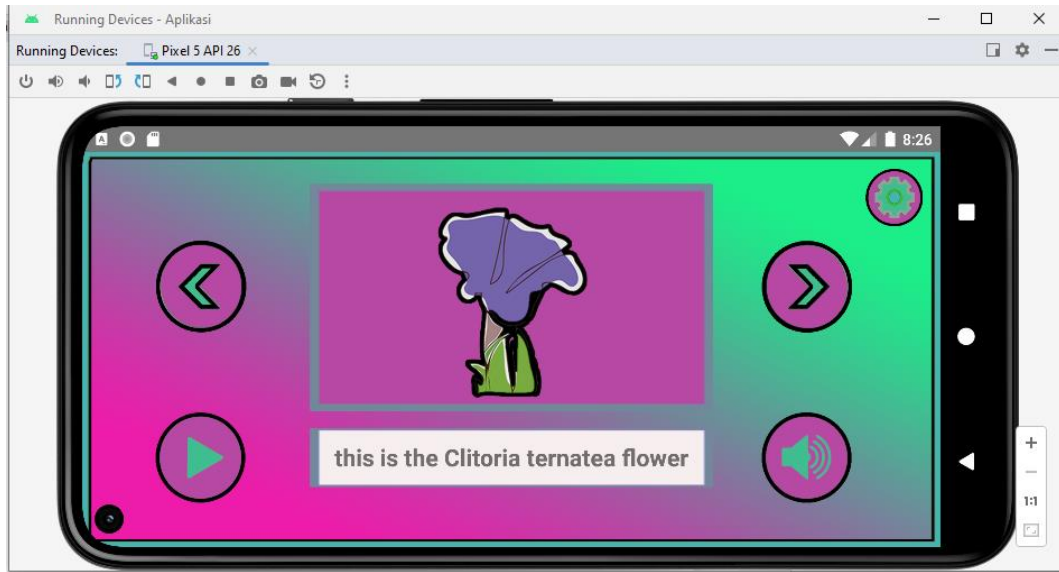 Running Devices - Aplikasi
Running Devices: Pixel 5 API 26
8:26
this is the Clitoria ternatea flower
1:1